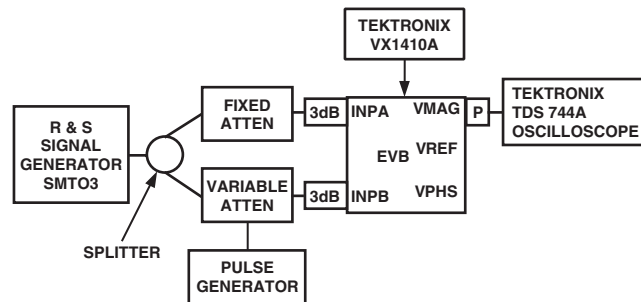 TEKTRONIX
VX1410A
R & S
SIGNAL
GENERATOR
SMTO3
SPLITTER
FIXED
ATTEN
VARIABLE
ATTEN
PULSE
GENERATOR
3dB
3dB
INPA
VMAG
EVB
VREF
INPB
VPHS
P
TEKTRONIX
TDS 744A
OSCILLOSCOPE